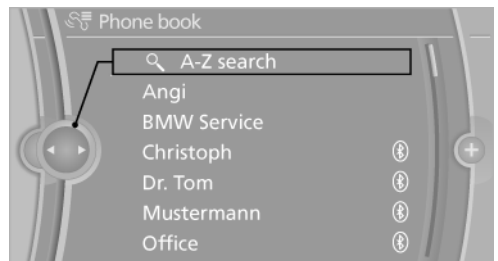 Phone book
A-Z search
Angi
BMW Service
Christoph
Dr. Tom
Mustermann
Office